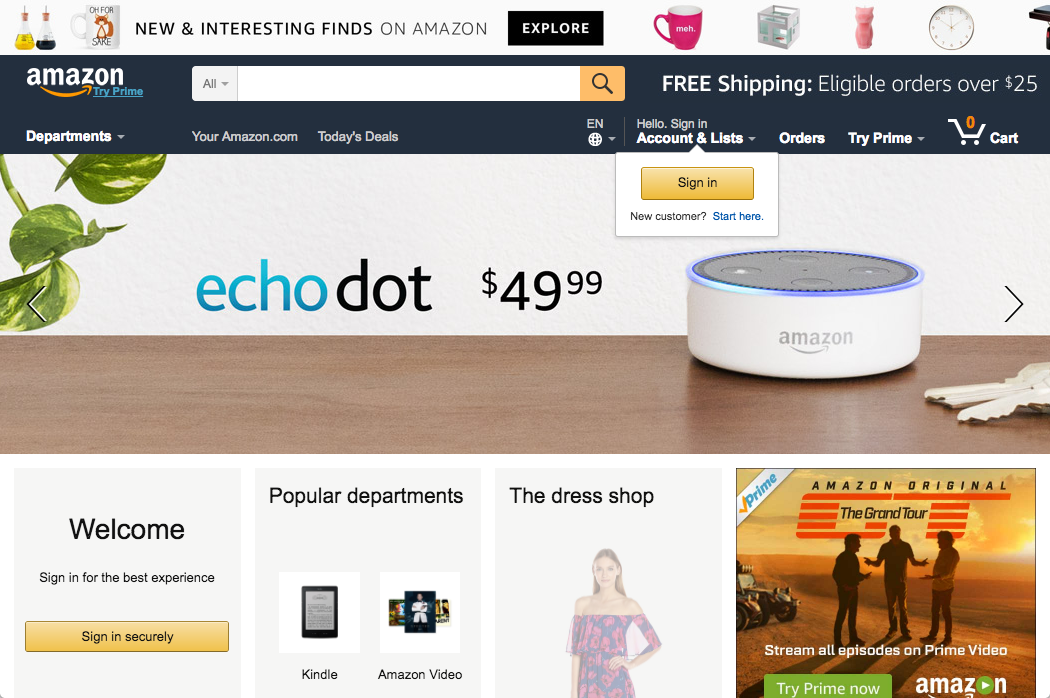 OH FOR
SAKE
NEW & INTERESTING FINDS ON AMAZON
EXPLORE
meh.
amazon
Try Prime
All
FREE Shipping: Eligible orders over $25
Departments
Your Amazon.com
Today's Deals
EN
Hello. Sign in
Account & Lists
Orders
Try Prime
0
Cart
Sign in
New customer? Start here.
echo dot $49 99
amazon
Welcome
Sign in for the best experience
Sign in securely
Popular departments
Kindle
Amazon Video
The dress shop
Prime
AMAZON ORIGINAL
The Grand Tour
Stream all episodes on Prime Video
Try Prime now
amazon